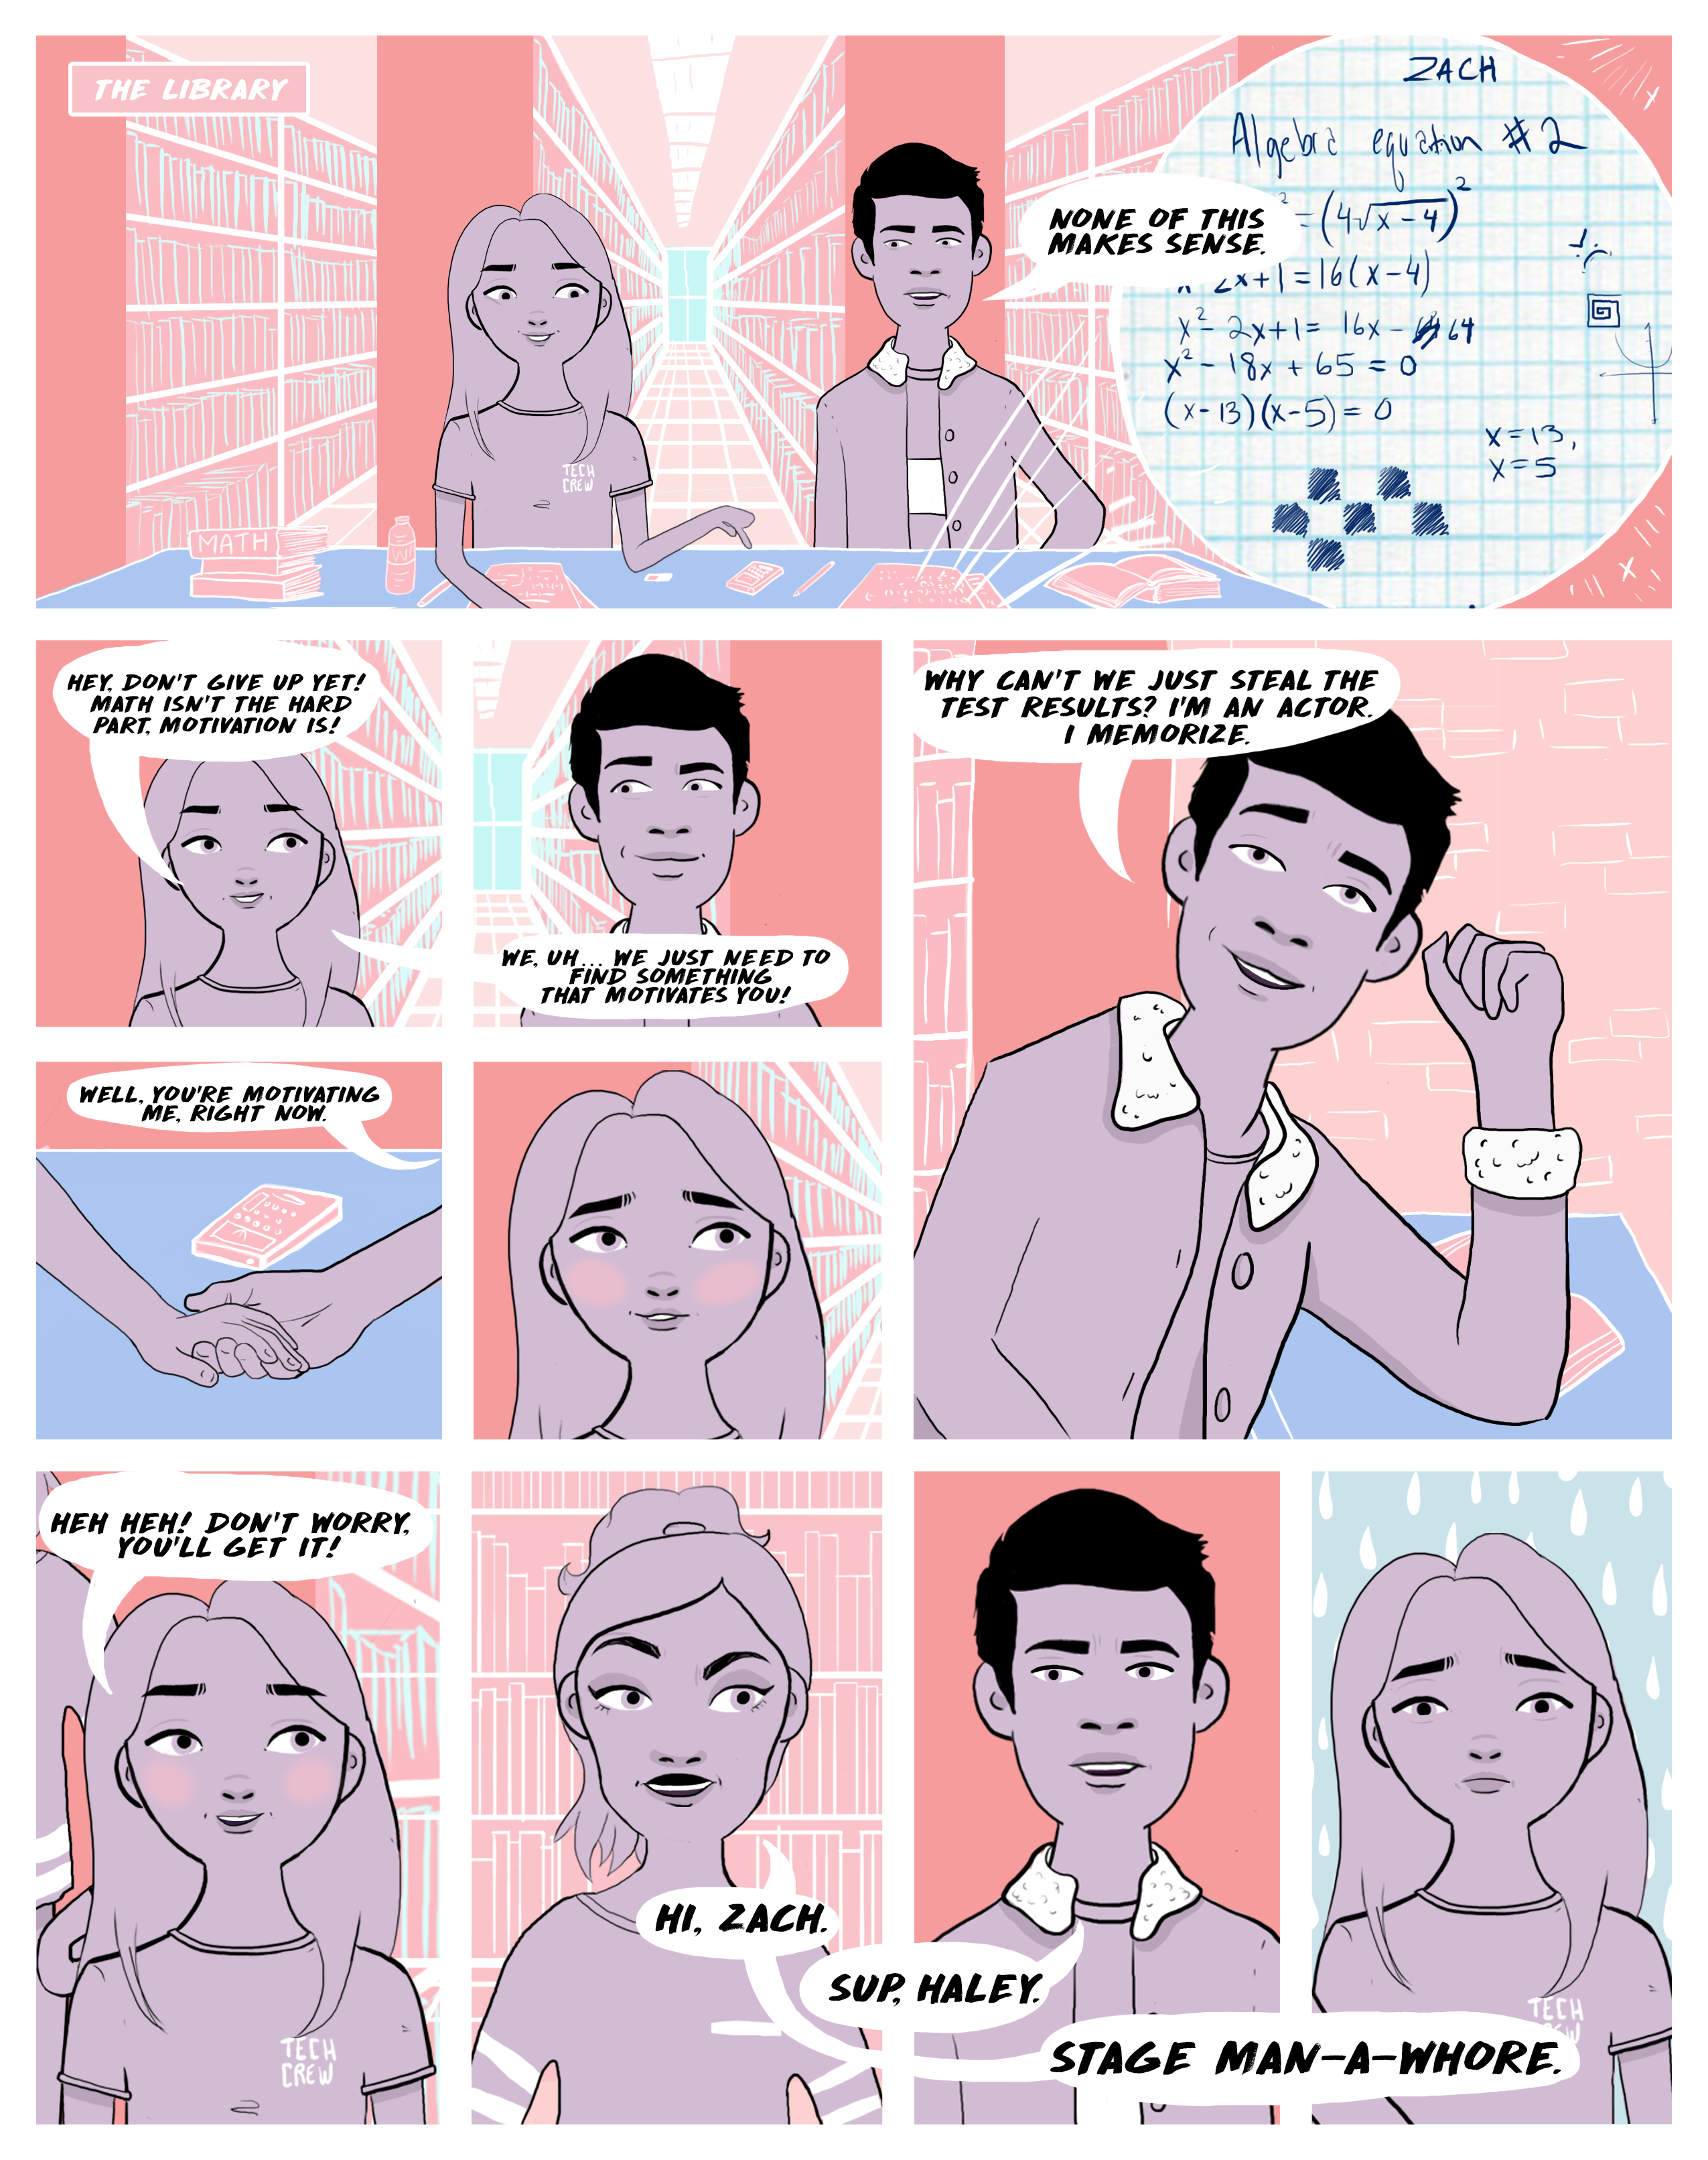 THE LIBRARY
NONE OF THIS
MAKES SENSE.
ZACH
Algebra equation #2
² = (4√x-4)²
2x+1=16(x-4)
x²-2x+1= 16x- 64
x²-18x+65=0
(x-13)(x-5)=0
x=13,
x=5
TECH
CREW
MATH
HEY, DON'T GIVE UP YET!
MATH ISN'T THE HARD
PART, MOTIVATION IS!
WE, UH... WE JUST NEED TO
FIND SOMETHING
THAT MOTIVATES YOU!
WHY CAN'T WE JUST STEAL THE
TEST RESULTS? I'M AN ACTOR.
I MEMORIZE.
WELL, YOU'RE MOTIVATING
ME, RIGHT NOW.
HEH HEH! DON'T WORRY,
YOU'LL GET IT!
TECH
CREW
HI, ZACH.
SUP, HALEY.
STAGE MAN-A-WHORE.
TECH